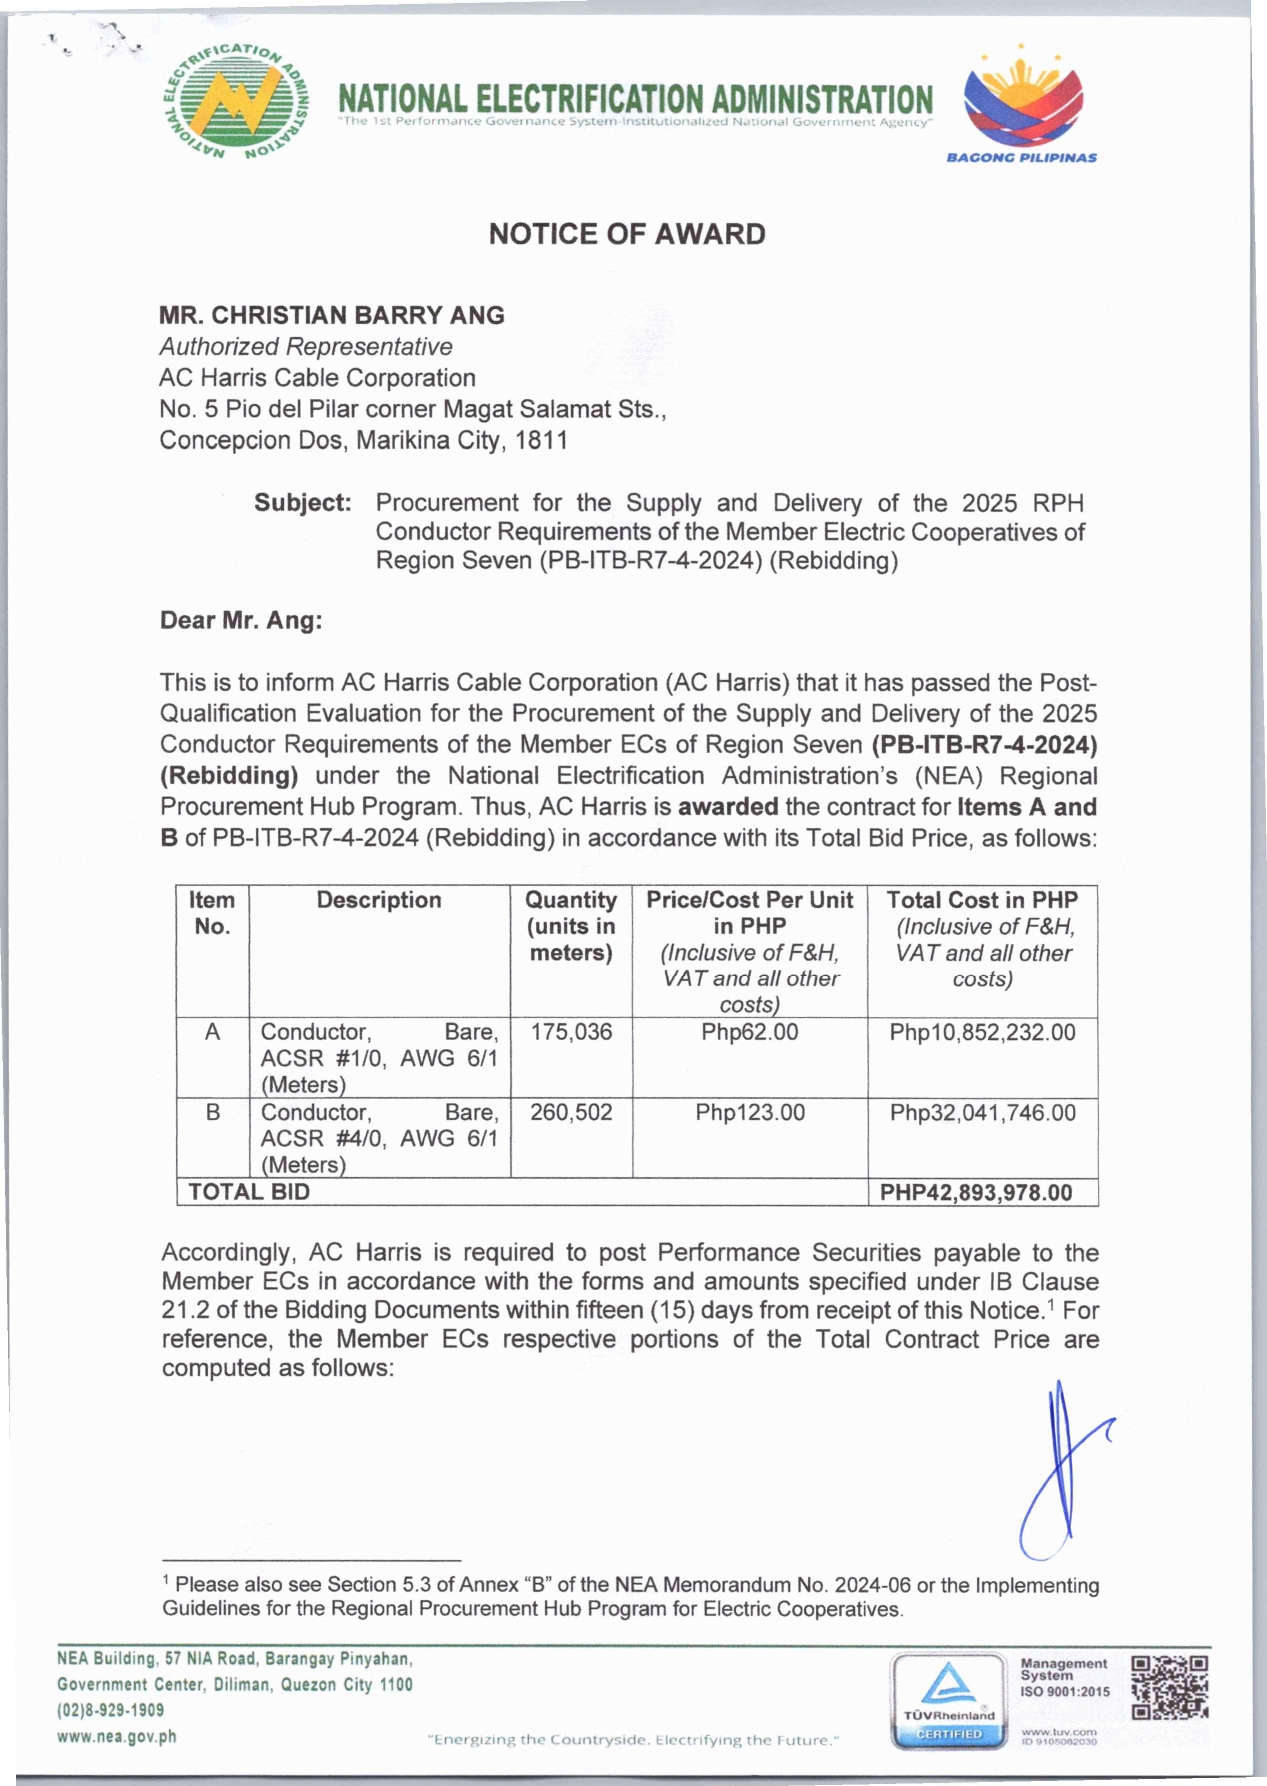 NATIONAL ELECTRIFICATION ADMINISTRATION
NATIONAL ELECTRIFICATION ADMINISTRATION
"The 1st Performance Governance System-Institutionalized National Government Agency"
BAGONG PILIPINAS
NOTICE OF AWARD
MR. CHRISTIAN BARRY ANG
Authorized Representative
AC Harris Cable Corporation
No. 5 Pio del Pilar corner Magat Salamat Sts.,
Concepcion Dos, Marikina City, 1811
Subject: Procurement for the Supply and Delivery of the 2025 RPH
Conductor Requirements of the Member Electric Cooperatives of
Region Seven (PB-ITB-R7-4-2024) (Rebidding)
Dear Mr. Ang:
This is to inform AC Harris Cable Corporation (AC Harris) that it has passed the Post-
Qualification Evaluation for the Procurement of the Supply and Delivery of the 2025
Conductor Requirements of the Member ECs of Region Seven (PB-ITB-R7-4-2024)
(Rebidding) under the National Electrification Administration's (NEA) Regional
Procurement Hub Program. Thus, AC Harris is awarded the contract for Items A and
B of PB-ITB-R7-4-2024 (Rebidding) in accordance with its Total Bid Price, as follows:
Item No. Description Quantity (units in meters) Price/Cost Per Unit in PHP (Inclusive of F&H, VAT and all other costs) Total Cost in PHP (Inclusive of F&H, VAT and all other costs)
A Conductor, Bare, ACSR #1/0, AWG 6/1 (Meters) 175,036 Php62.00 Php10,852,232.00
B Conductor, Bare, ACSR #4/0, AWG 6/1 (Meters) 260,502 Php123.00 Php32,041,746.00
TOTAL BID PHP42,893,978.00
Accordingly, AC Harris is required to post Performance Securities payable to the
Member ECs in accordance with the forms and amounts specified under IB Clause
21.2 of the Bidding Documents within fifteen (15) days from receipt of this Notice.¹ For
reference, the Member ECs respective portions of the Total Contract Price are
computed as follows:
¹ Please also see Section 5.3 of Annex “B” of the NEA Memorandum No. 2024-06 or the Implementing
Guidelines for the Regional Procurement Hub Program for Electric Cooperatives.
NEA Building, 57 NIA Road, Barangay Pinyahan,
Government Center, Diliman, Quezon City 1100
(02)8-929-1909
www.nea.gov.ph
"Energizing the Countryside. Electrifying the Future."
TÜVRheinland®
CERTIFIED
Management
System
ISO 9001:2015
www.tuv.com
ID 9105082030